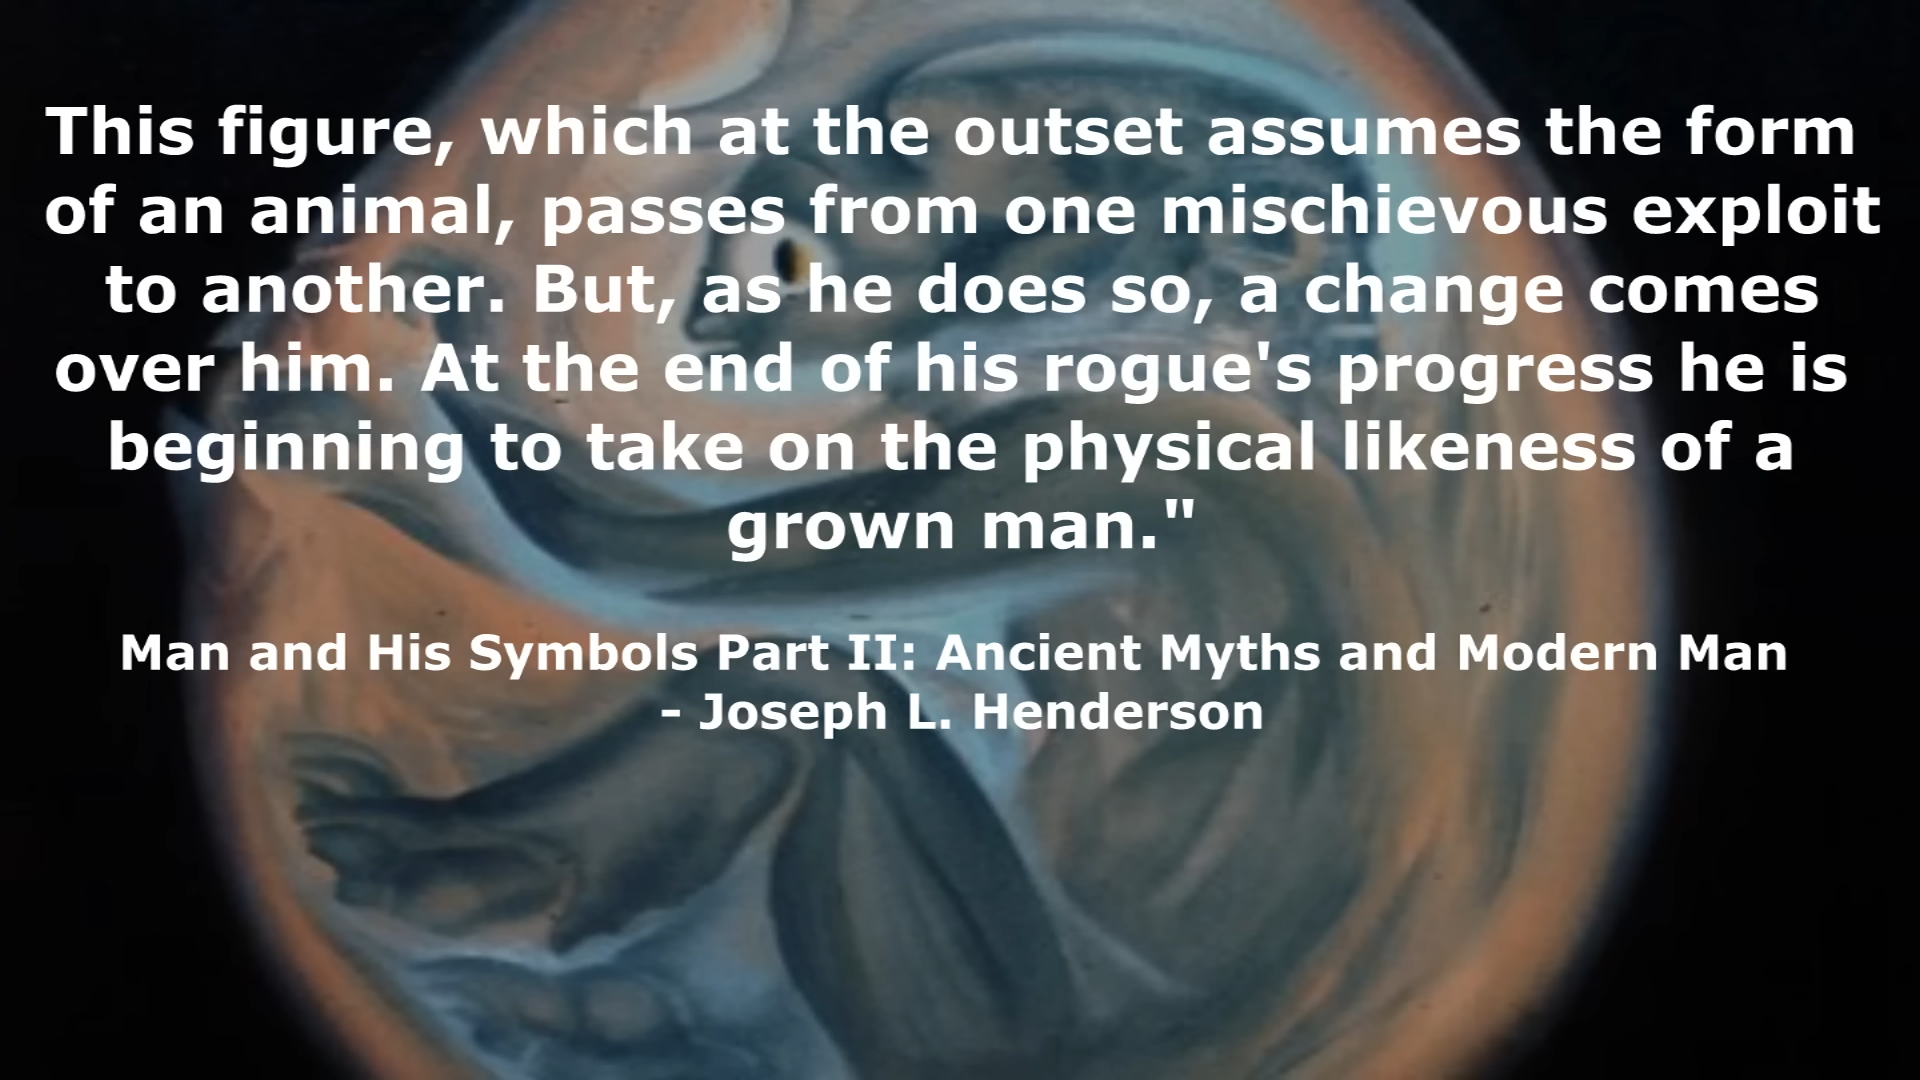 This figure, which at the outset assumes the form
of an animal, passes from one mischievous exploit
to another. But, as he does so, a change comes
over him. At the end of his rogue's progress he is
beginning to take on the physical likeness of a
grown man."
Man and His Symbols Part II: Ancient Myths and Modern Man
- Joseph L. Henderson